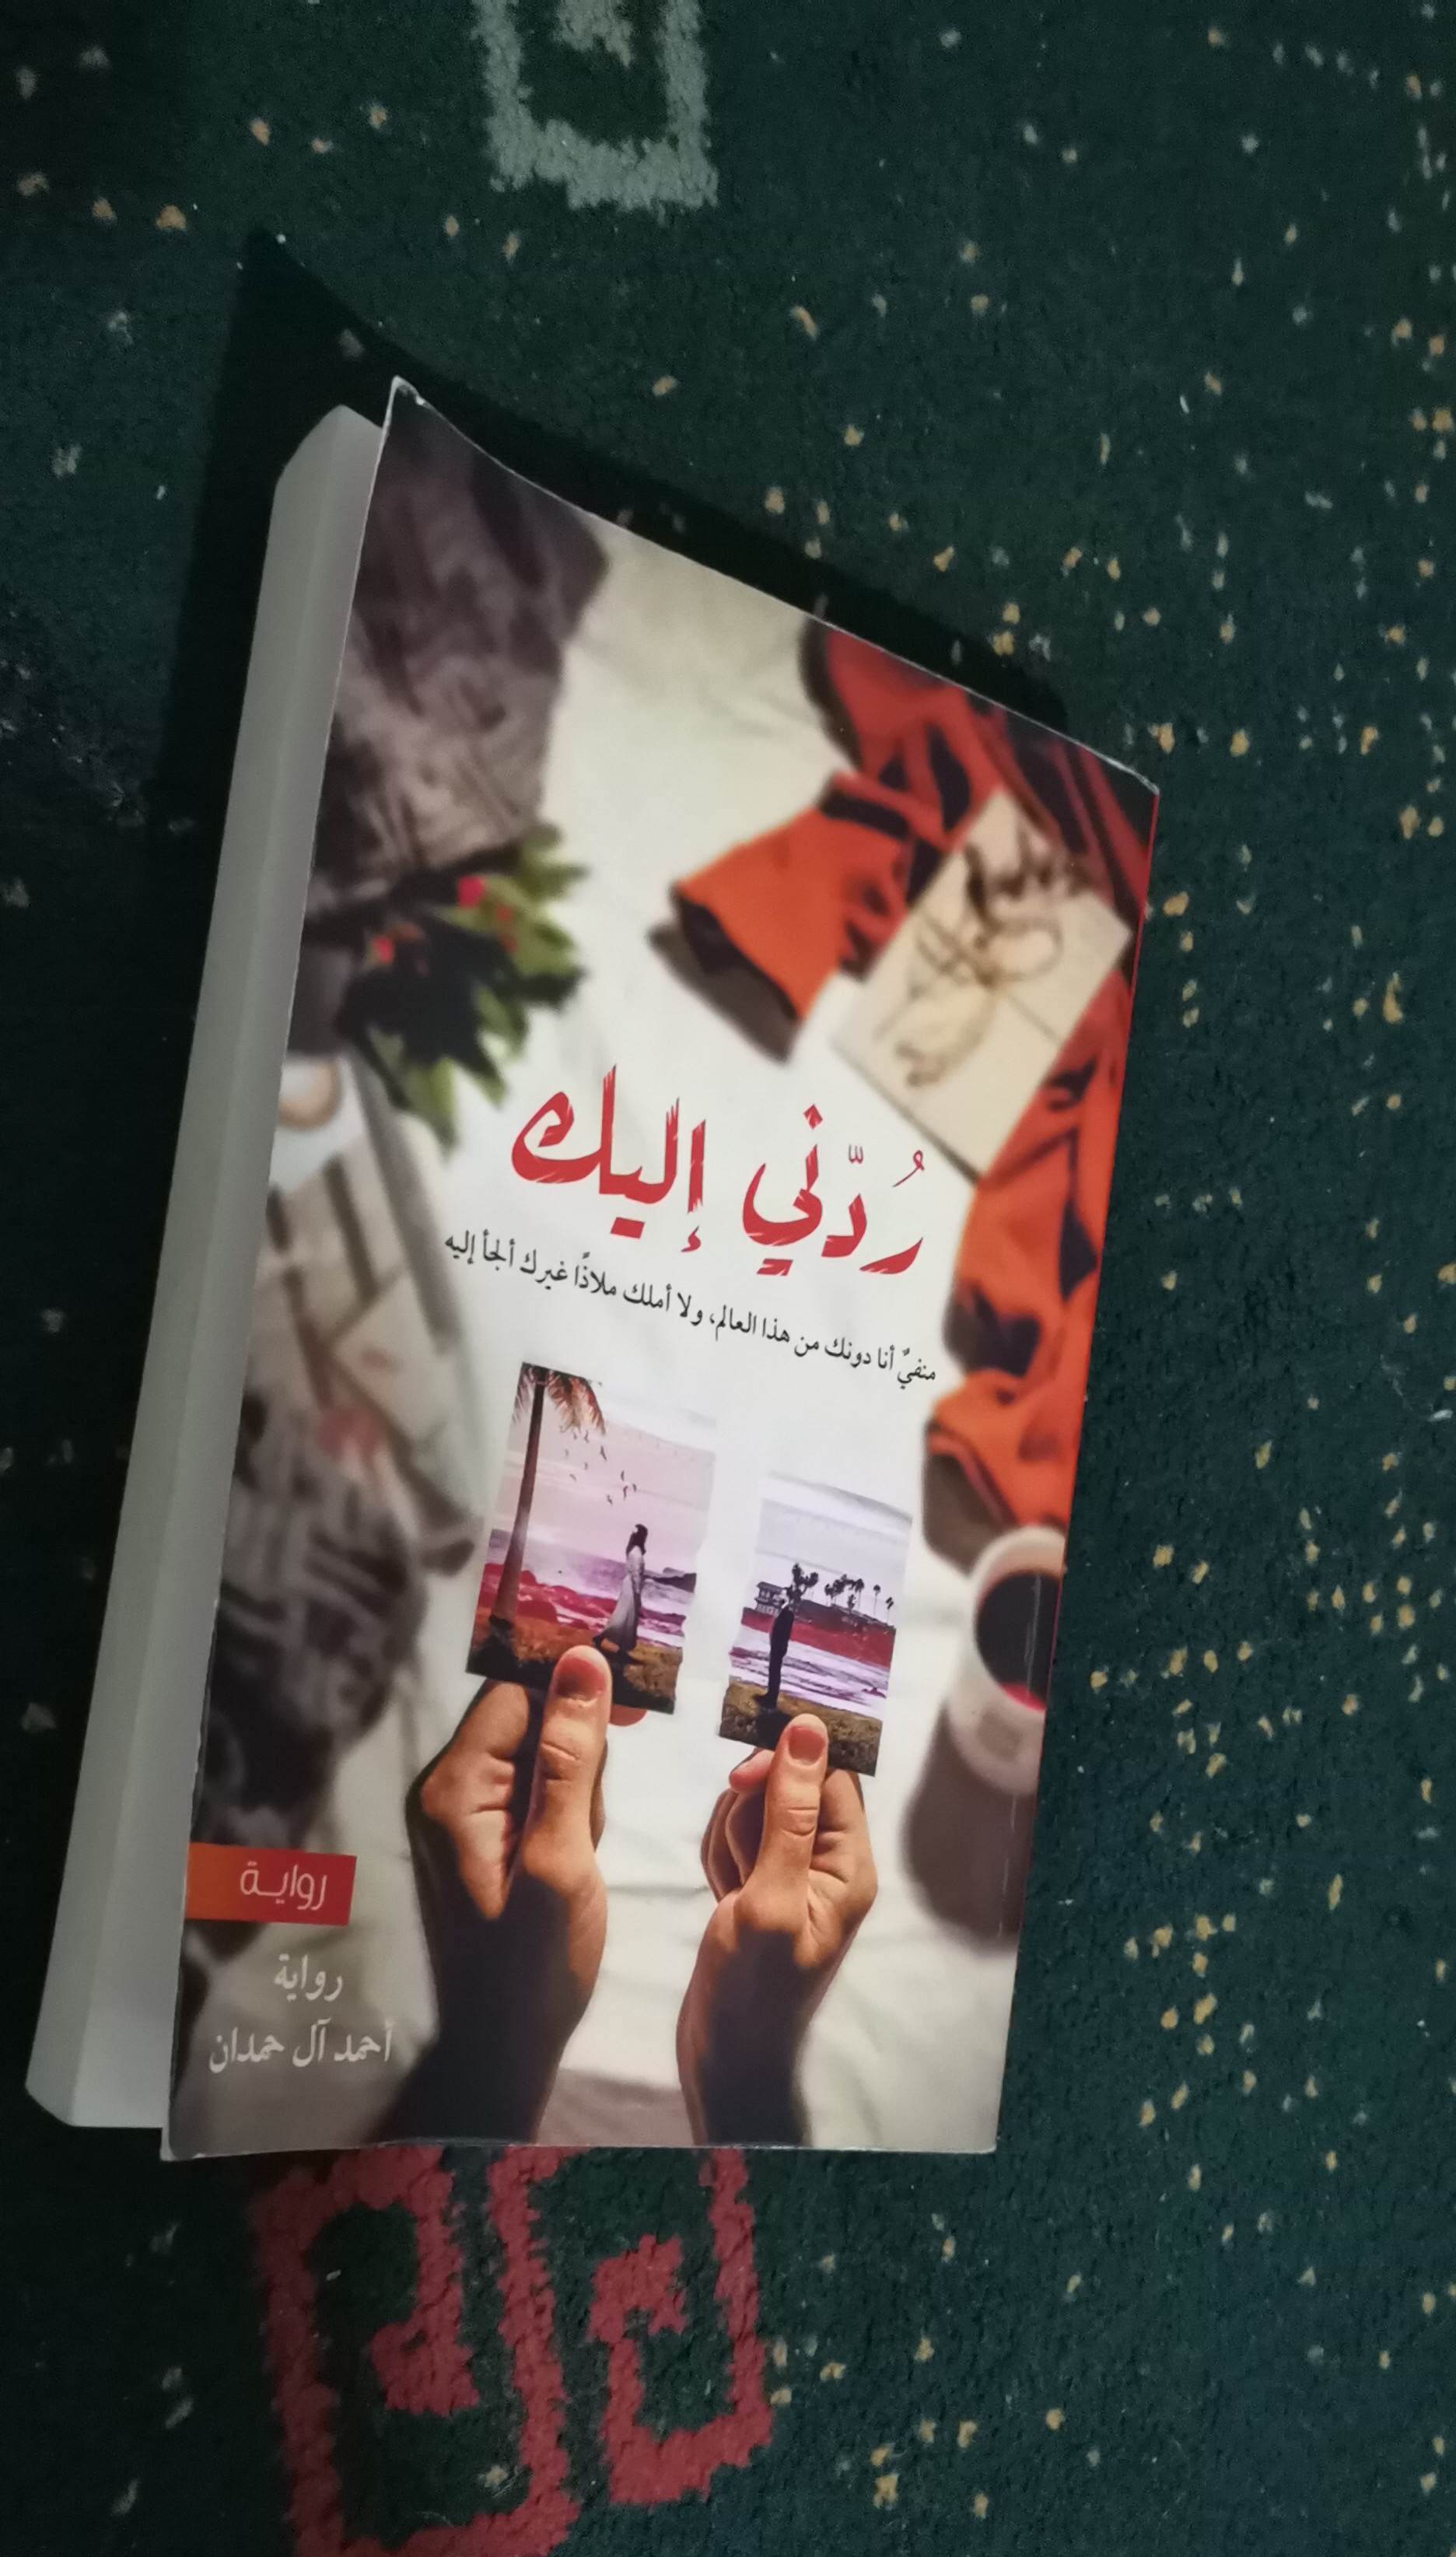 رُدّني إليك
منفيٌّ أنا دونك من هذا العالم، ولا أملك ملاذًا غيرك ألجأ إليه
رواية
رواية
أحمد آل حمدان